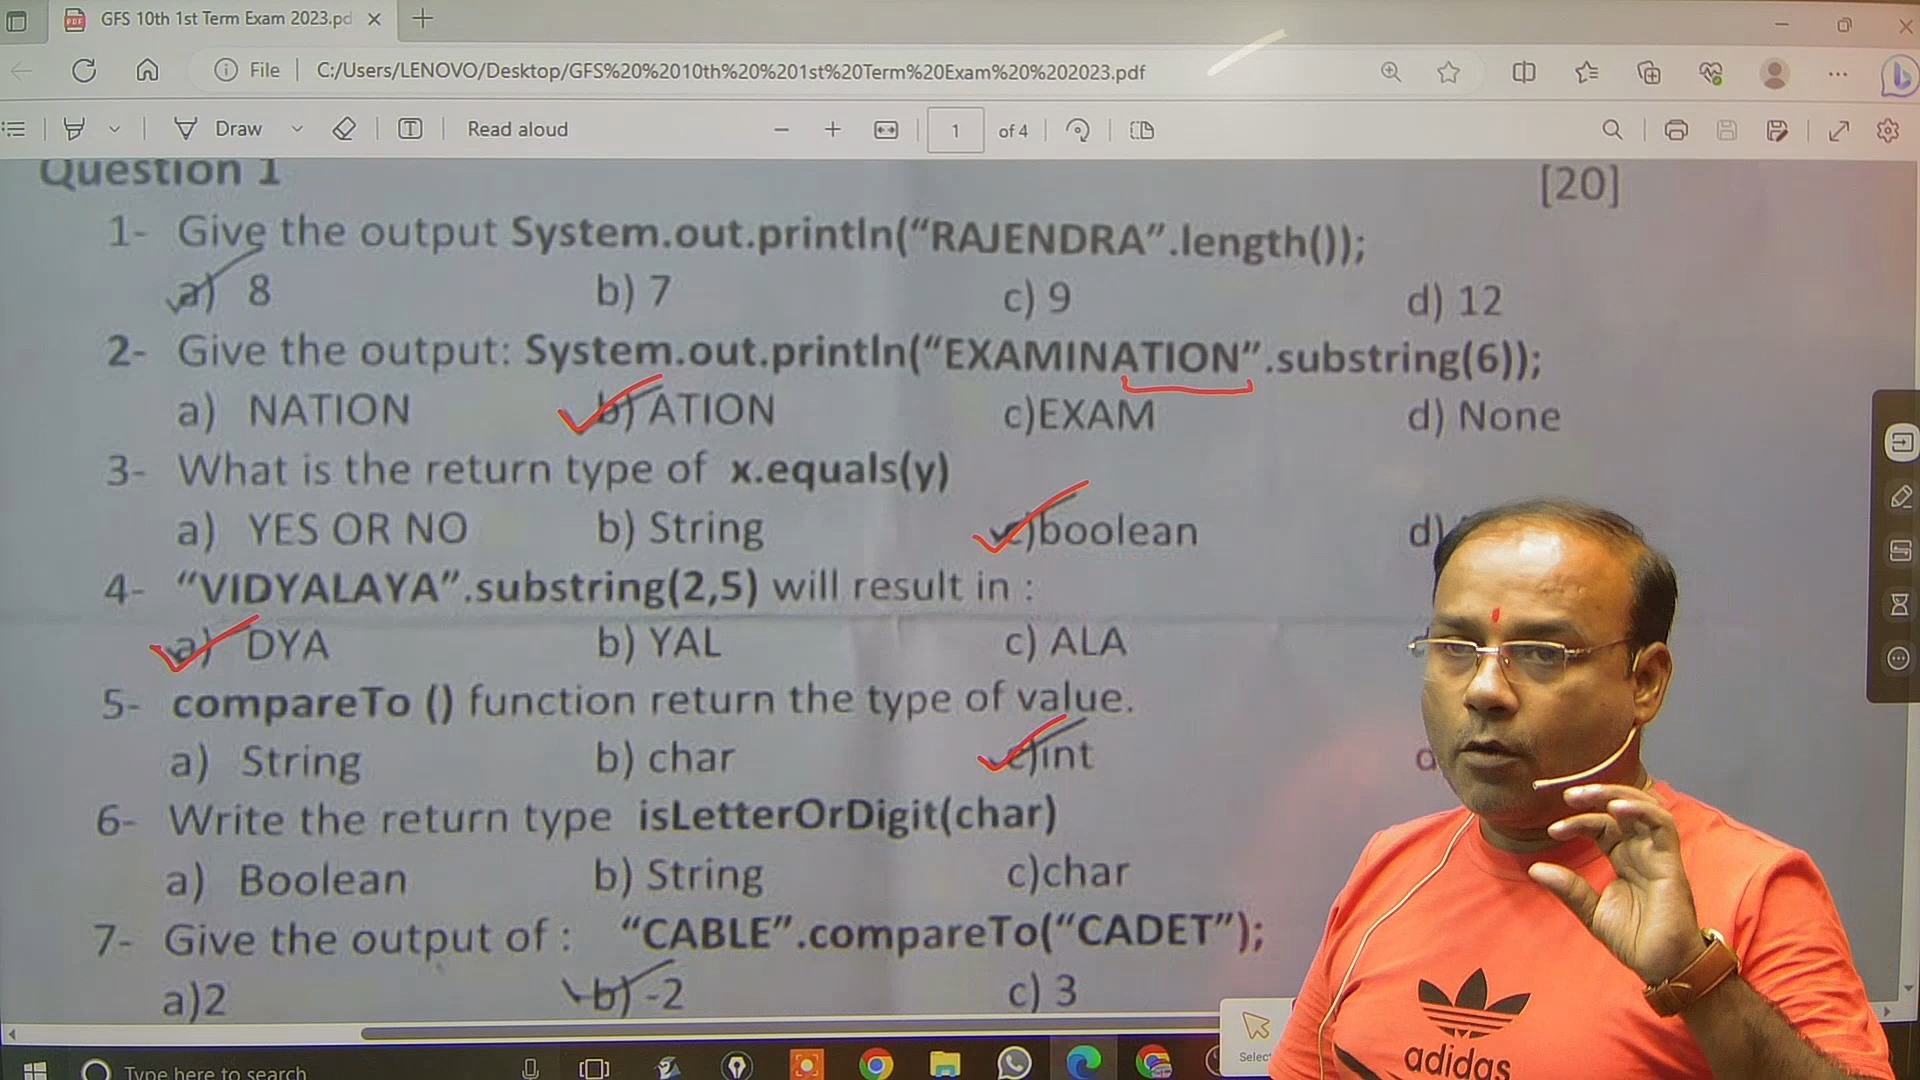 GFS 10th 1st Term Exam 2023.pd
File
C:/Users/LENOVO/Desktop/GFS%20%2010th%20%201st%20Term%20Exam%20%202023.pdf
Draw
Read aloud
1
of 4
Question 1
[20]
1- Give the output System.out.println(“RAJENDRA”.length());
a) 8 b) 7 c) 9 d) 12
2- Give the output: System.out.println(“EXAMINATION”.substring(6));
a) NATION b) ATION c)EXAM d) None
3- What is the return type of x.equals(y)
a) YES OR NO b) String c)boolean d)
4- “VIDYALAYA”.substring(2,5) will result in :
a) DYA b) YAL c) ALA
5- compareTo () function return the type of value.
a) String b) char c)int
6- Write the return type isLetterOrDigit(char)
a) Boolean b) String c)char
7- Give the output of : “CABLE”.compareTo(“CADET”);
a)2 b) -2 c) 3
Select
adidas
Type here to search